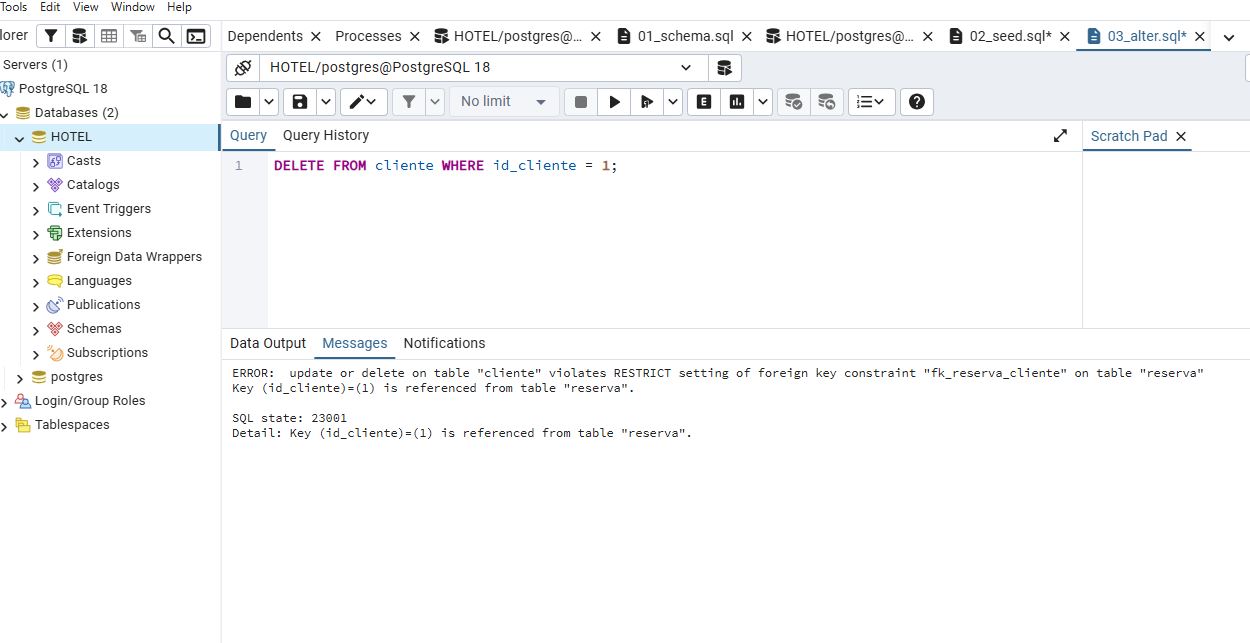 Tools Edit View Window Help
lorer
Dependents Processes HOTEL/postgres@... 01_schema.sql HOTEL/postgres@... 02_seed.sql* 03_alter.sql*
Servers (1)
PostgreSQL 18
Databases (2)
HOTEL
Casts
Catalogs
Event Triggers
Extensions
Foreign Data Wrappers
Languages
Publications
Schemas
Subscriptions
postgres
Login/Group Roles
Tablespaces
HOTEL/postgres@PostgreSQL 18
No limit
E
Query Query History
Scratch Pad
1 DELETE FROM cliente WHERE id_cliente = 1;
Data Output Messages Notifications
ERROR:  update or delete on table "cliente" violates RESTRICT setting of foreign key constraint "fk_reserva_cliente" on table "reserva"
Key (id_cliente)=(1) is referenced from table "reserva".
SQL state: 23001
Detail: Key (id_cliente)=(1) is referenced from table "reserva".